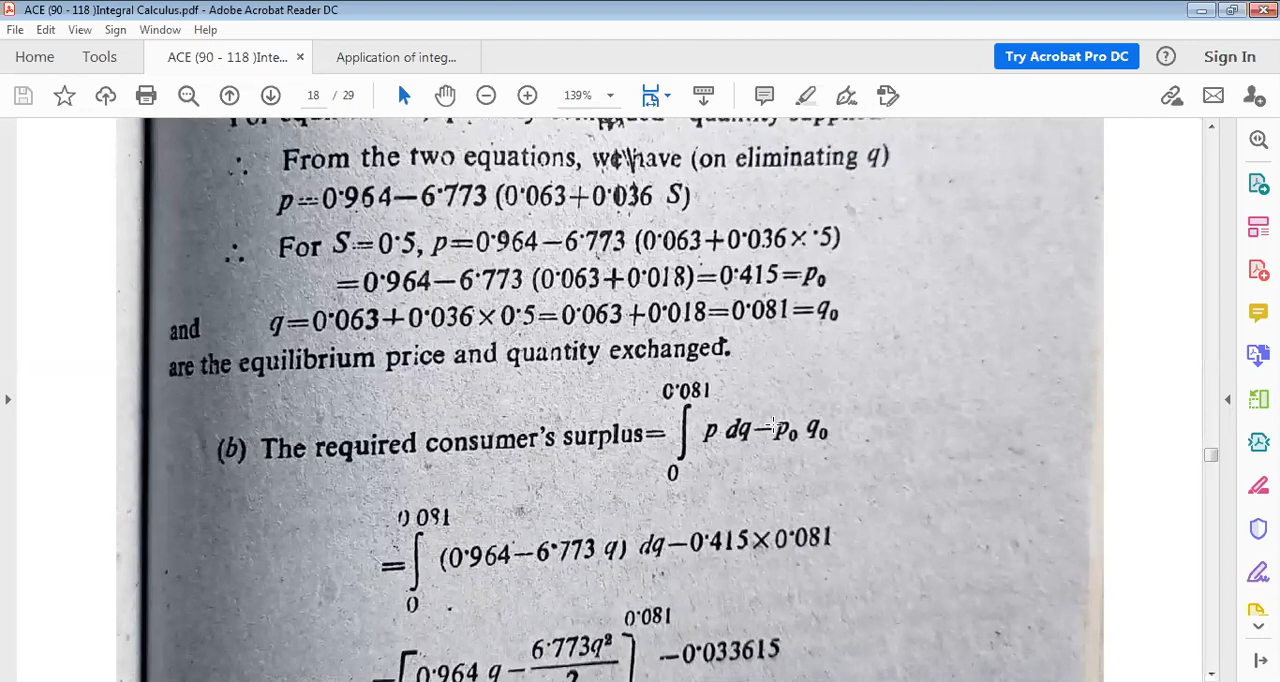 ACE (90 - 118 )Integral Calculus.pdf - Adobe Acrobat Reader DC
File Edit View Sign Window Help
Home Tools ACE (90 - 118 )Inte... × Application of integ... Try Acrobat Pro DC Sign In
18 / 29 139%
∴ From the two equations, we have (on eliminating q)
p=0·964−6·773 (0·063+0·036 S)
∴ For S=0·5, p=0·964−6·773 (0·063+0·036×·5)
=0·964−6·773 (0·063+0·018)=0·415=p₀
and q=0·063+0·036×0·5=0·063+0·018=0·081=q₀
are the equilibrium price and quantity exchanged.
0·081
(b) The required consumer's surplus= ∫ p dq−p₀ q₀
0
0 081
= ∫ (0·964−6·773 q) dq−0·415×0·081
0
0·081
=[0·964 q − 6·773q² / 2 ] −0·033615